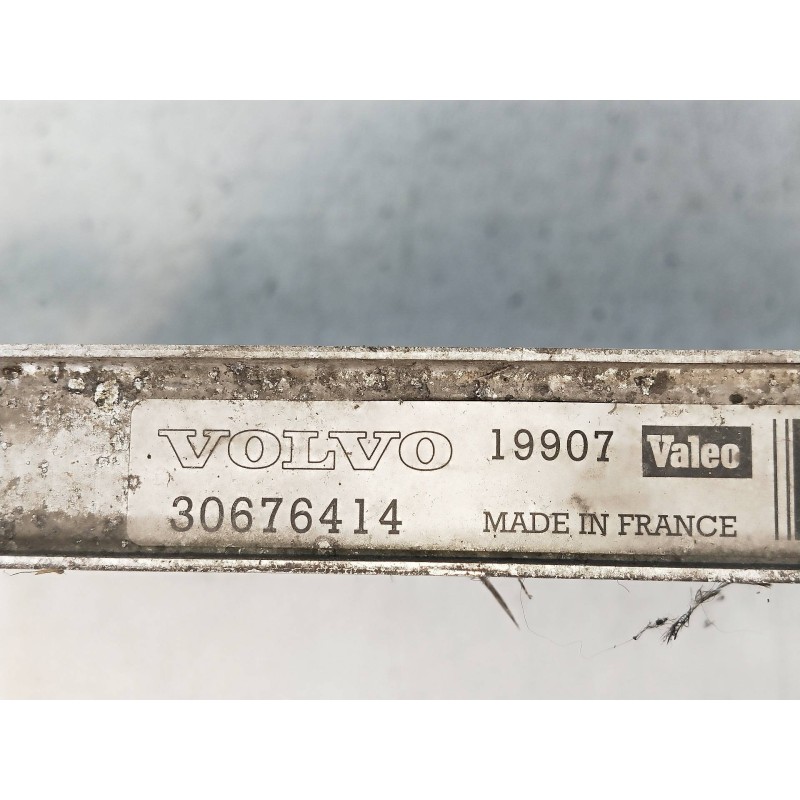 VOLVO 19907 Valeo
30676414 MADE IN FRANCE